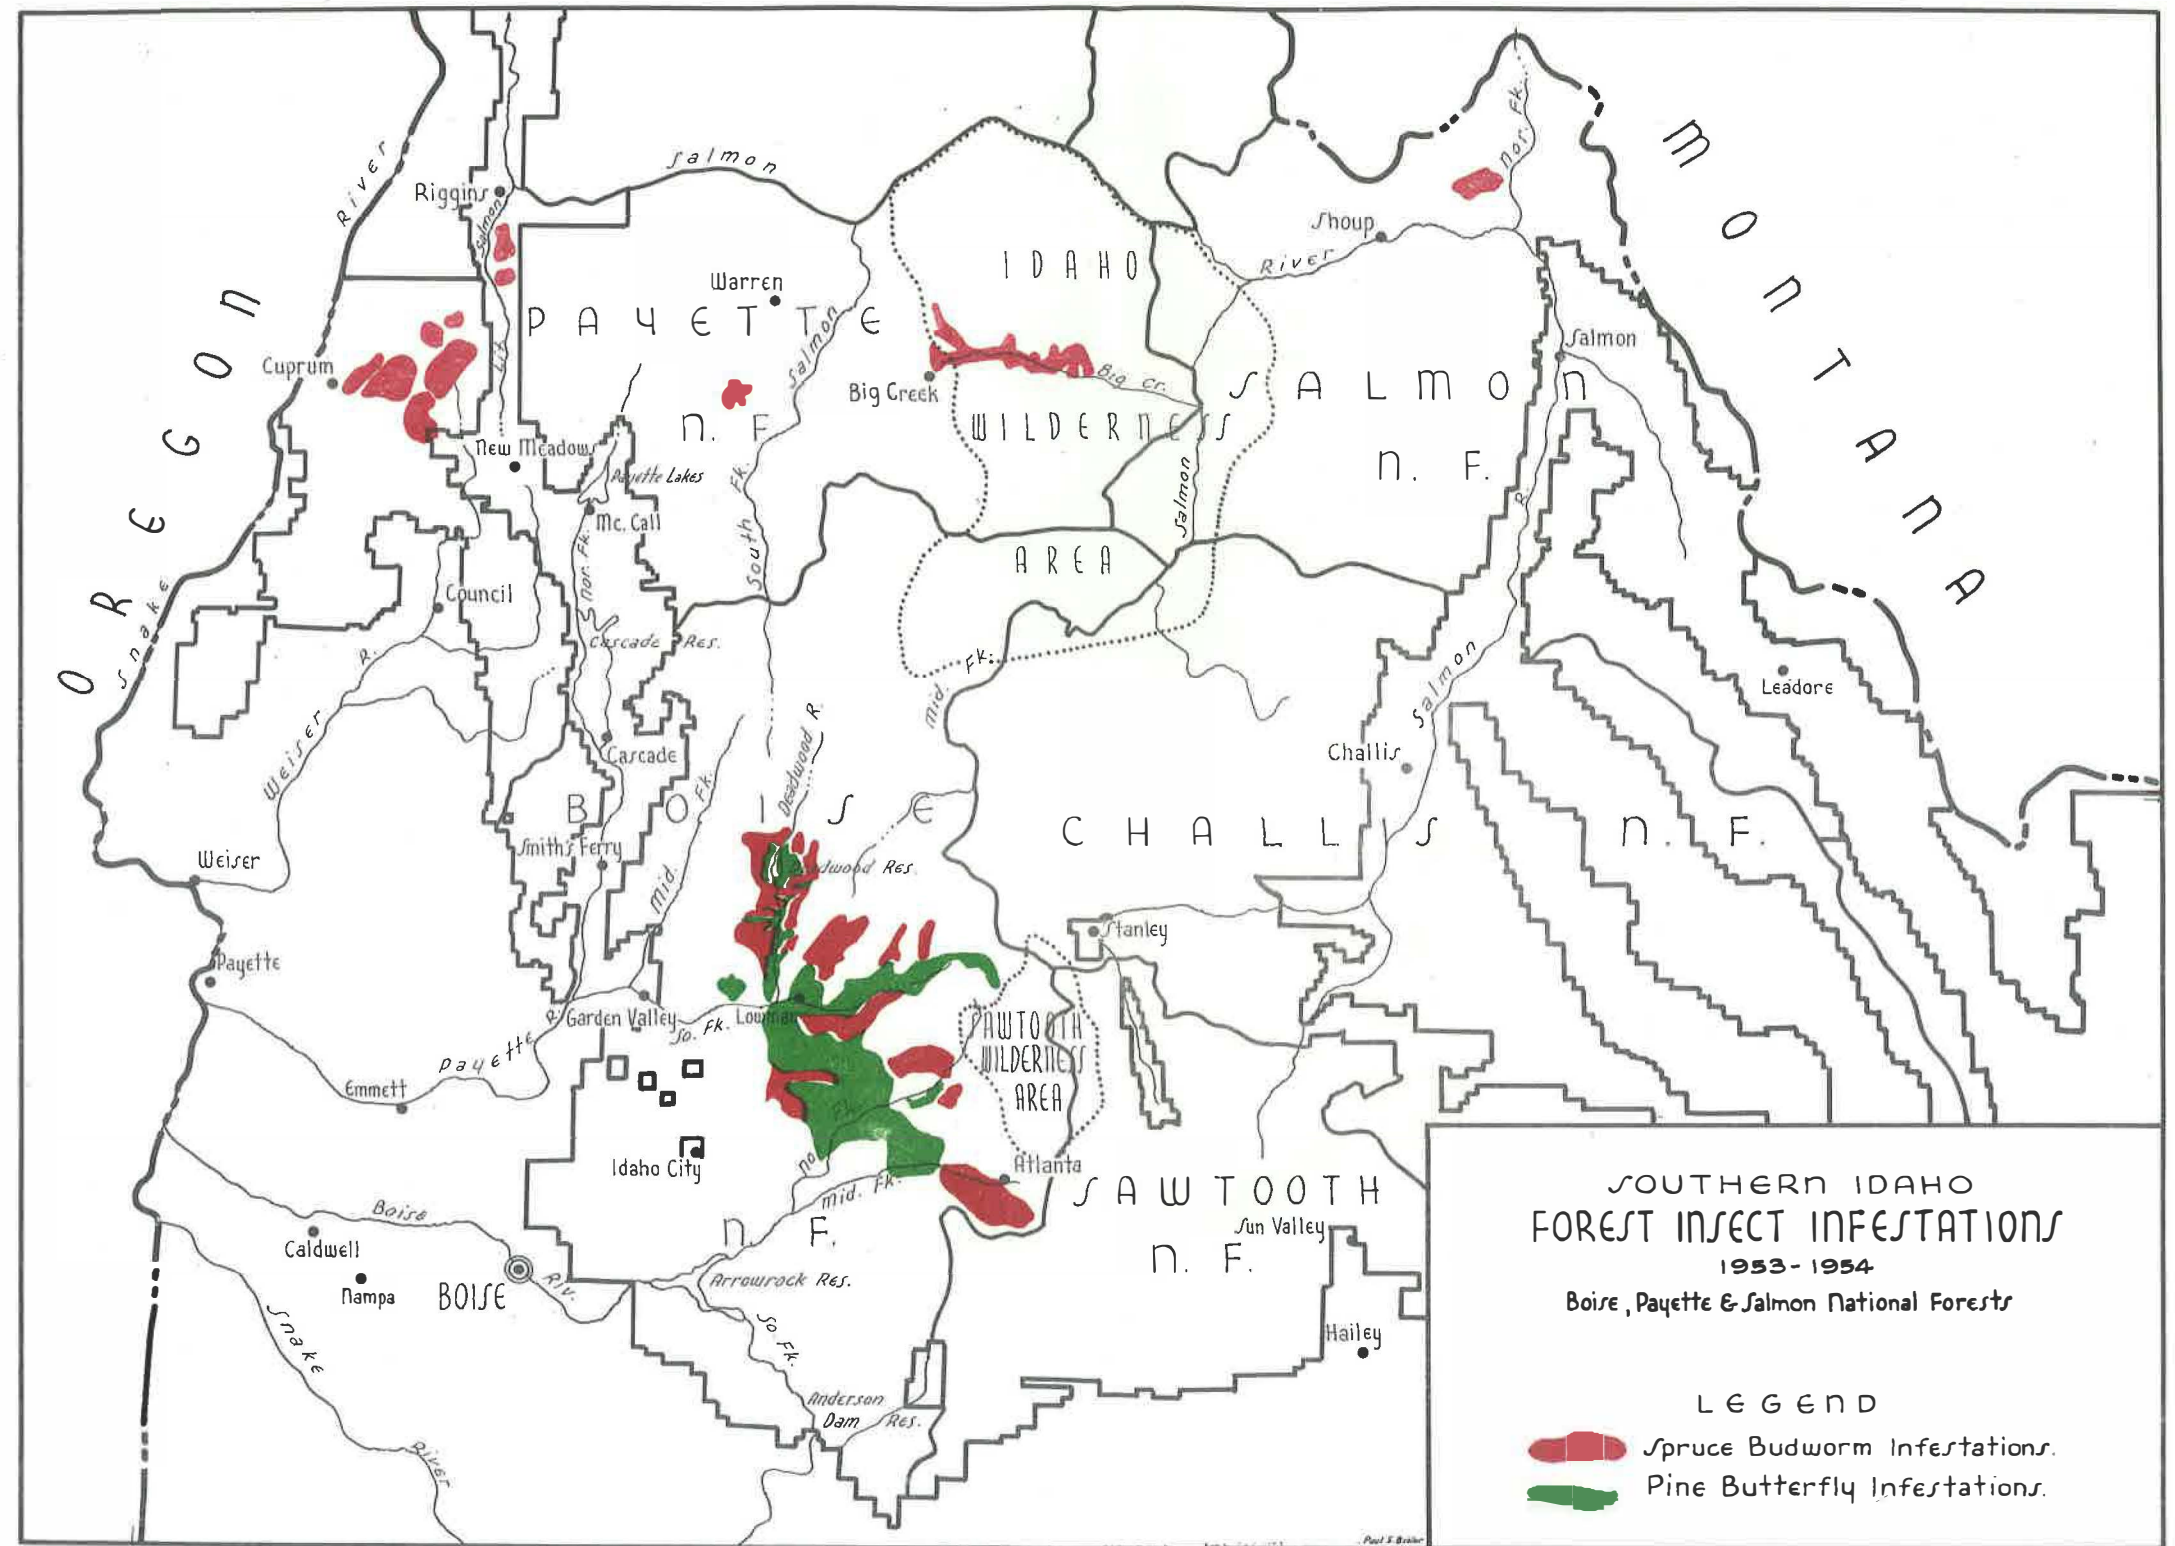 SOUTHERN IDAHO
FOREST INSECT INFESTATIONS
1953-1954
Boise, Payette & Salmon National Forests
LEGEND
Spruce Budworm Infestations.
Pine Butterfly Infestations.
OREGON
MONTANA
River
Snake
Riggins
Salmon
Salmon
Lit.
Warren
PAYETTE
N. F.
Cuprum
New Meadows
Payette Lakes
Mc. Call
Nor. Fk.
Council
Cascade Res.
R.
Weiser
Cascade
Salmon
Fk.
South
Big Creek
Big Cr.
IDAHO
WILDERNESS
AREA
Salmon
Fk.
Mid.
Nor. Fk.
Shoup
River
SALMON
N. F.
Salmon
R.
Salmon
Leadore
Challis
CHALLIS N. F.
Stanley
BOISE
N. F.
Deadwood R.
Deadwood Res.
Smiths Ferry
Mid. Fk.
Weiser
Payette
Garden Valley
So. Fk.
Lowman
Payette
R.
Emmett
Idaho City
SAWTOOTH
WILDERNESS
AREA
Fk.
No.
Mid. Fk.
Atlanta
SAWTOOTH
N. F.
Sun Valley
Hailey
Boise
Riv.
Caldwell
Nampa
BOISE
Arrowrock Res.
So Fk.
Anderson
Dam Res.
Snake
River